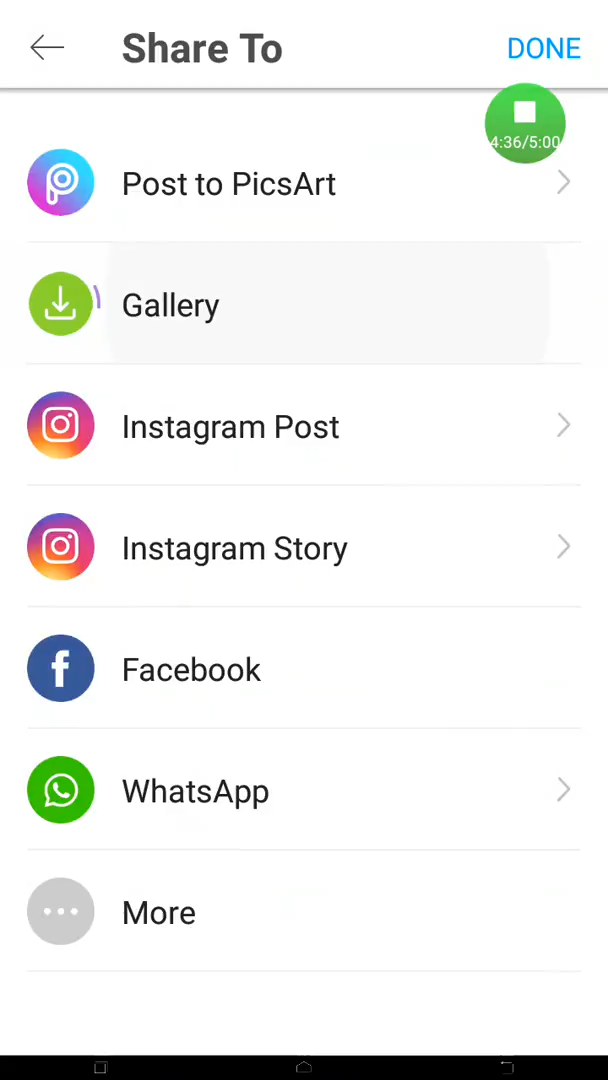 Share To
DONE
4:36/5:00
Post to PicsArt
Gallery
Instagram Post
Instagram Story
Facebook
WhatsApp
More